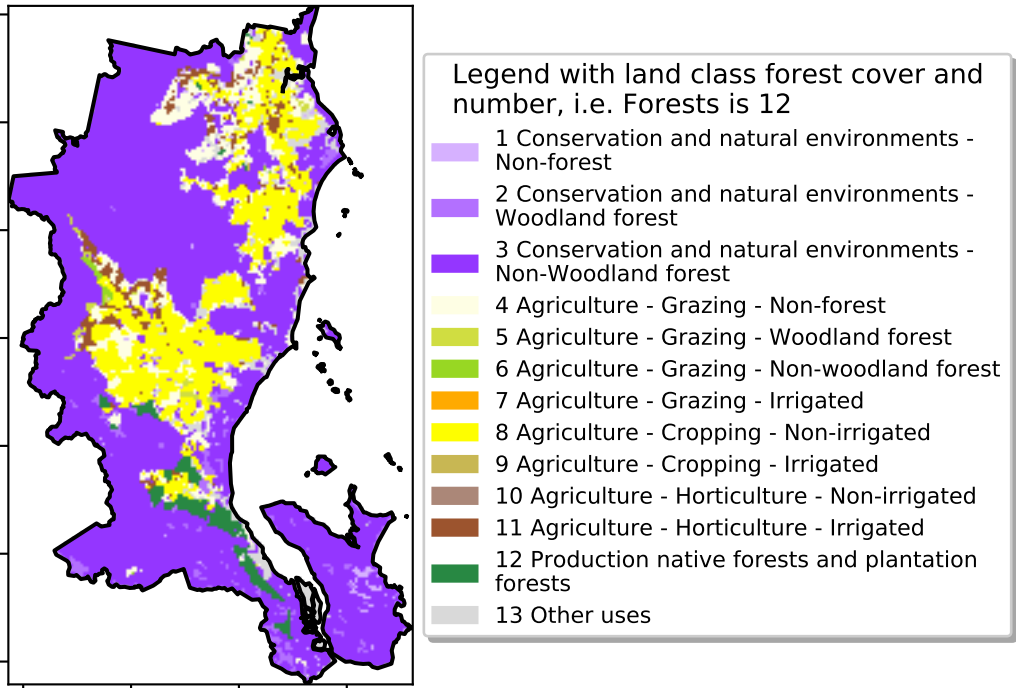 Legend with land class forest cover and
number, i.e. Forests is 12
1 Conservation and natural environments -
Non-forest
2 Conservation and natural environments -
Woodland forest
3 Conservation and natural environments -
Non-Woodland forest
4 Agriculture - Grazing - Non-forest
5 Agriculture - Grazing - Woodland forest
6 Agriculture - Grazing - Non-woodland forest
7 Agriculture - Grazing - Irrigated
8 Agriculture - Cropping - Non-irrigated
9 Agriculture - Cropping - Irrigated
10 Agriculture - Horticulture - Non-irrigated
11 Agriculture - Horticulture - Irrigated
12 Production native forests and plantation
forests
13 Other uses